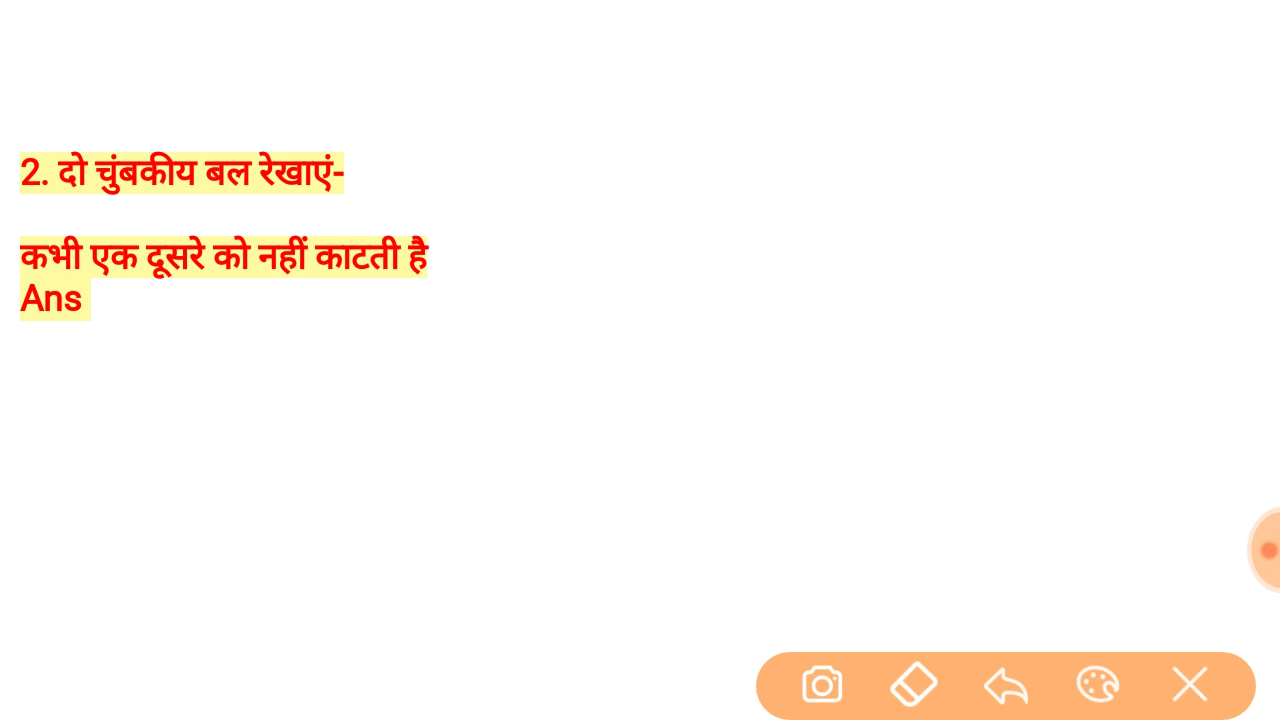 2. दो चुंबकीय बल रेखाएं-
कभी एक दूसरे को नहीं काटती है
Ans